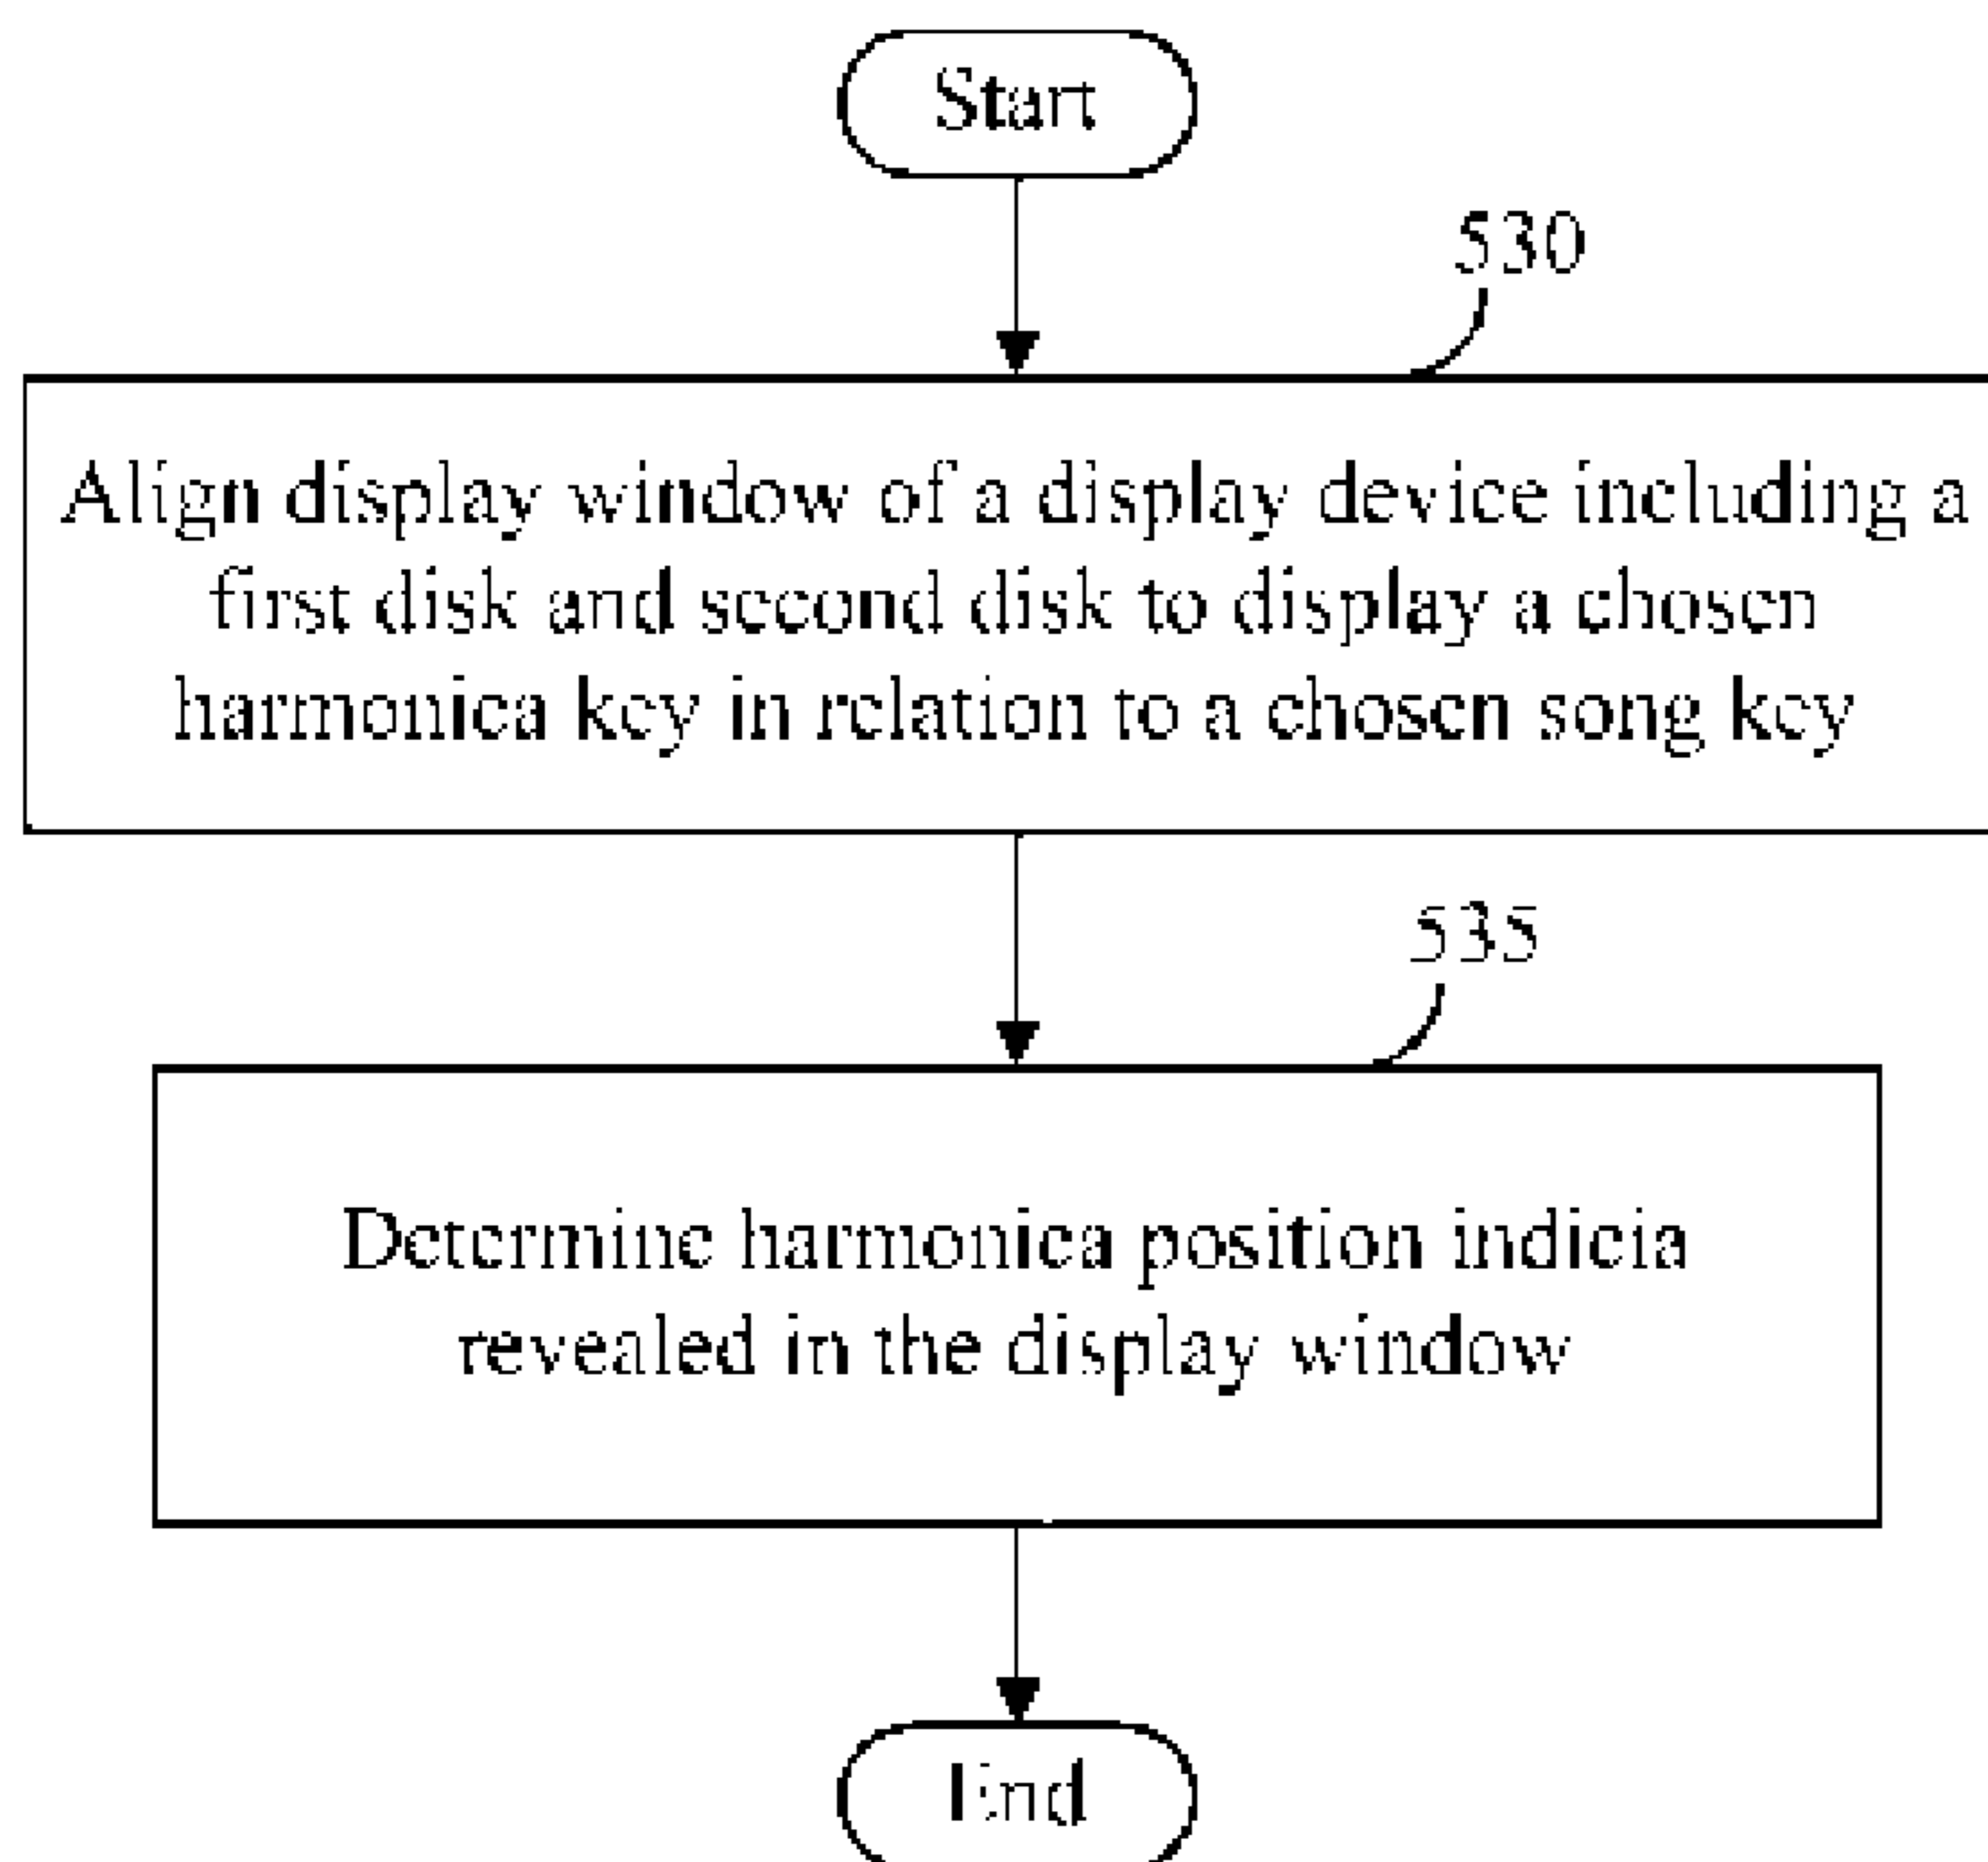 Start
530
Align display window of a display device including a
first disk and second disk to display a chosen
harmonica key in relation to a chosen song key
535
Determine harmonica position indicia
revealed in the display window
End